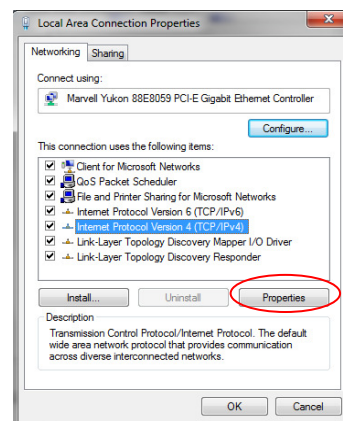 Local Area Connection Properties
Networking Sharing
Connect using:
Marvell Yukon 88E8059 PCI-E Gigabit Ethernet Controller
Configure...
This connection uses the following items:
Client for Microsoft Networks
QoS Packet Scheduler
File and Printer Sharing for Microsoft Networks
Internet Protocol Version 6 (TCP/IPv6)
Internet Protocol Version 4 (TCP/IPv4)
Link-Layer Topology Discovery Mapper I/O Driver
Link-Layer Topology Discovery Responder
Install... Uninstall Properties
Description
Transmission Control Protocol/Internet Protocol. The default
wide area network protocol that provides communication
across diverse interconnected networks.
OK Cancel